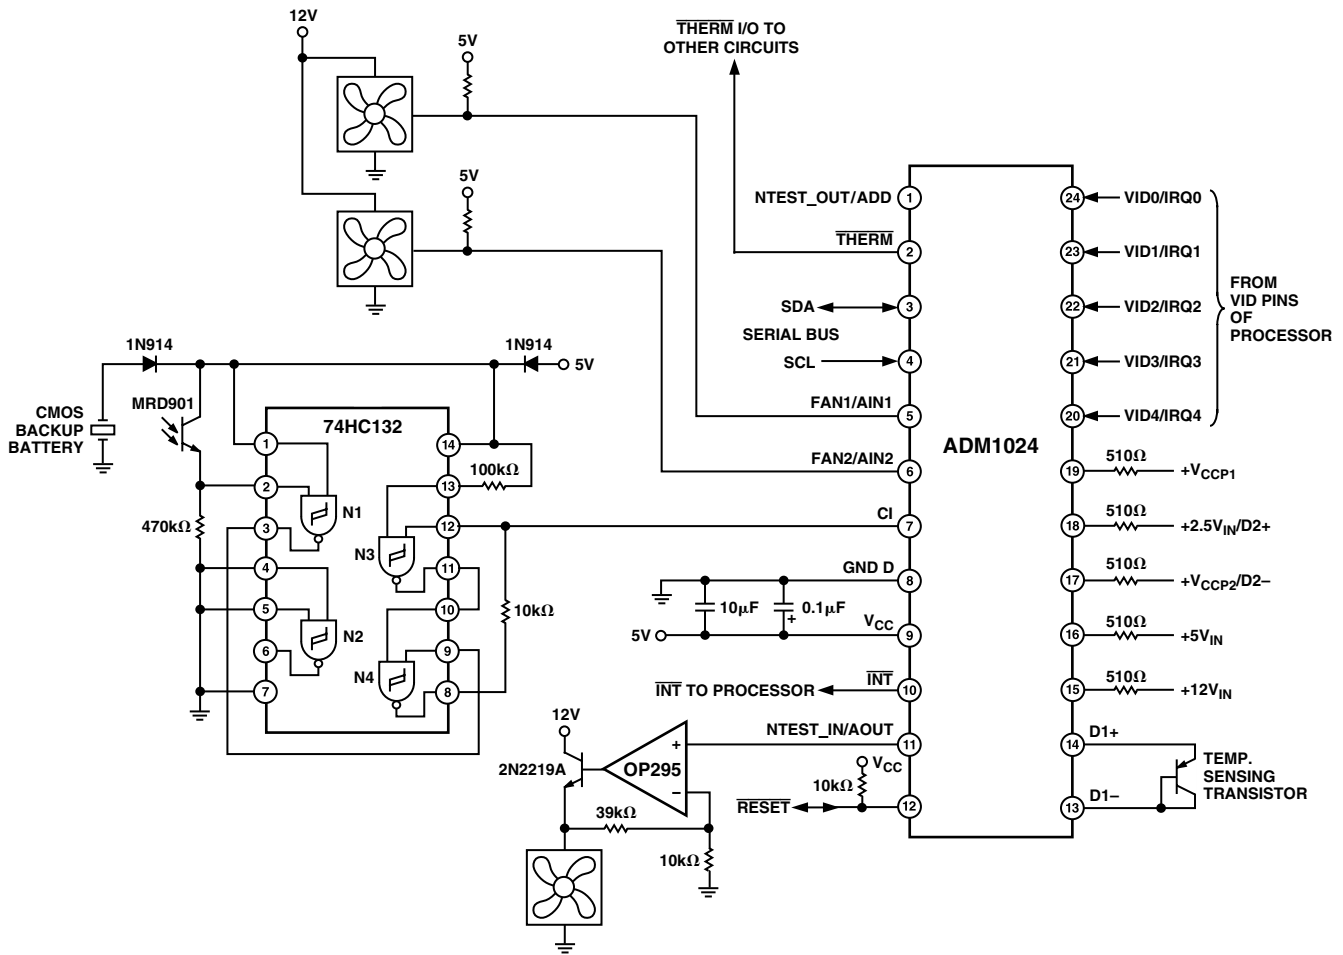 12V
5V
THERM I/O TO
OTHER CIRCUITS
5V
NTEST_OUT/ADD
1
THERM
2
SDA
3
SERIAL BUS
SCL
4
FAN1/AIN1
5
FAN2/AIN2
6
CI
7
GND D
8
10μF
0.1μF
+
VCC
5V
9
INT TO PROCESSOR
INT
10
NTEST_IN/AOUT
11
VCC
10kΩ
RESET
12
ADM1024
24
VID0/IRQ0
23
VID1/IRQ1
22
VID2/IRQ2
21
VID3/IRQ3
20
VID4/IRQ4
FROM
VID PINS
OF
PROCESSOR
19
510Ω
+VCCP1
18
510Ω
+2.5VIN/D2+
17
510Ω
+VCCP2/D2–
16
510Ω
+5VIN
15
510Ω
+12VIN
14
D1+
13
D1–
TEMP.
SENSING
TRANSISTOR
1N914
1N914
5V
CMOS
BACKUP
BATTERY
MRD901
470kΩ
74HC132
1
2
3
4
5
6
7
14
13
12
11
10
9
8
N1
N2
N3
N4
100kΩ
10kΩ
12V
2N2219A
OP295
+
–
39kΩ
10kΩ